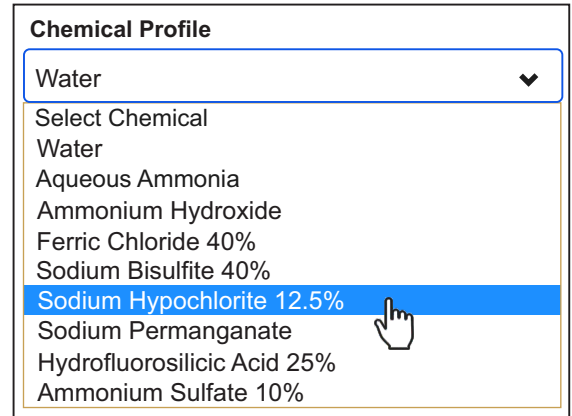 Chemical Profile
Water
Select Chemical
Water
Aqueous Ammonia
Ammonium Hydroxide
Ferric Chloride 40%
Sodium Bisulfite 40%
Sodium Hypochlorite 12.5%
Sodium Permanganate
Hydrofluorosilicic Acid 25%
Ammonium Sulfate 10%